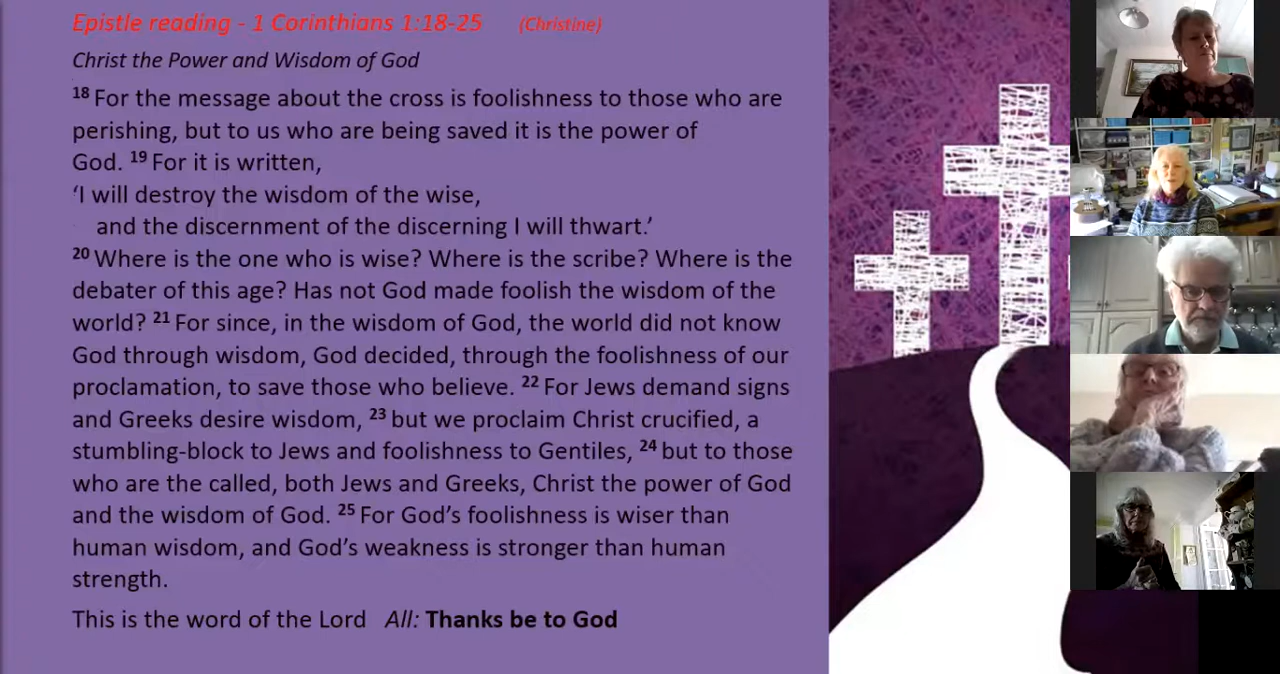 Epistle reading - 1 Corinthians 1:18-25 (Christine)
Christ the Power and Wisdom of God
18 For the message about the cross is foolishness to those who are
perishing, but to us who are being saved it is the power of
God. 19 For it is written,
‘I will destroy the wisdom of the wise,
and the discernment of the discerning I will thwart.’
20 Where is the one who is wise? Where is the scribe? Where is the
debater of this age? Has not God made foolish the wisdom of the
world? 21 For since, in the wisdom of God, the world did not know
God through wisdom, God decided, through the foolishness of our
proclamation, to save those who believe. 22 For Jews demand signs
and Greeks desire wisdom, 23 but we proclaim Christ crucified, a
stumbling-block to Jews and foolishness to Gentiles, 24 but to those
who are the called, both Jews and Greeks, Christ the power of God
and the wisdom of God. 25 For God’s foolishness is wiser than
human wisdom, and God’s weakness is stronger than human
strength.
This is the word of the Lord All: Thanks be to God